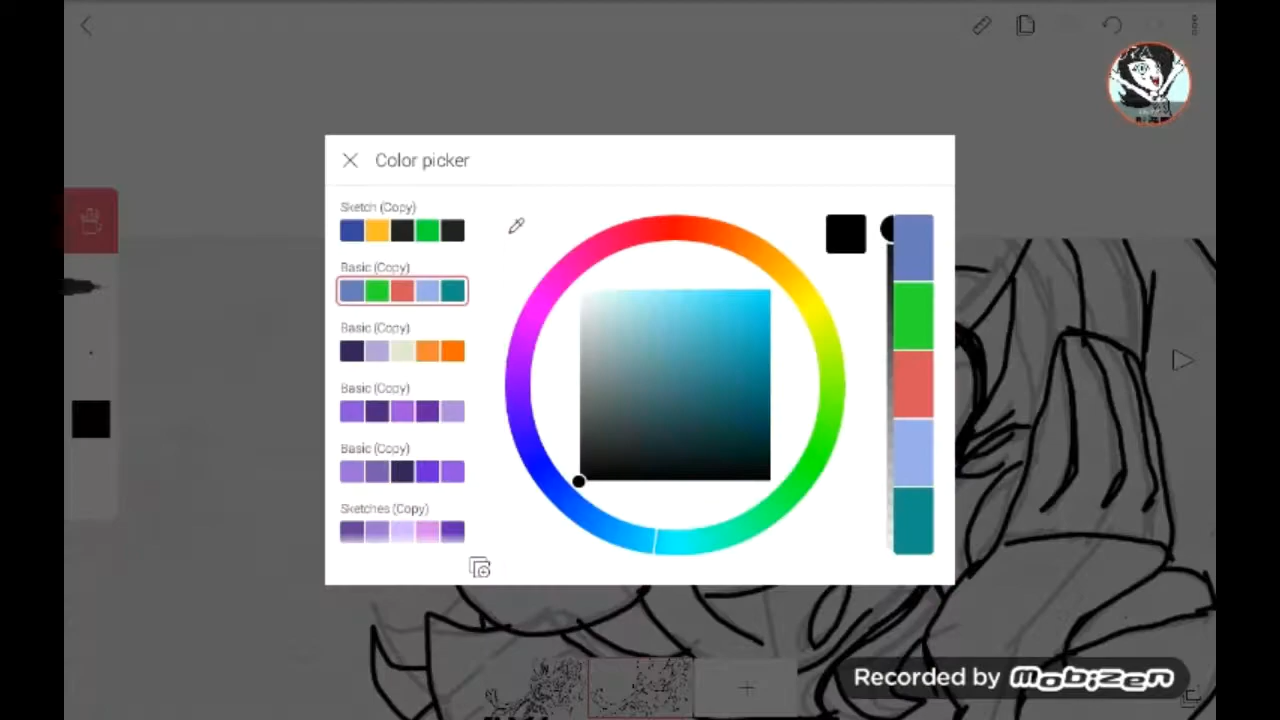 Color picker
Sketch (Copy)
Basic (Copy)
Basic (Copy)
Basic (Copy)
Basic (Copy)
Sketches (Copy)
Recorded by mobizen